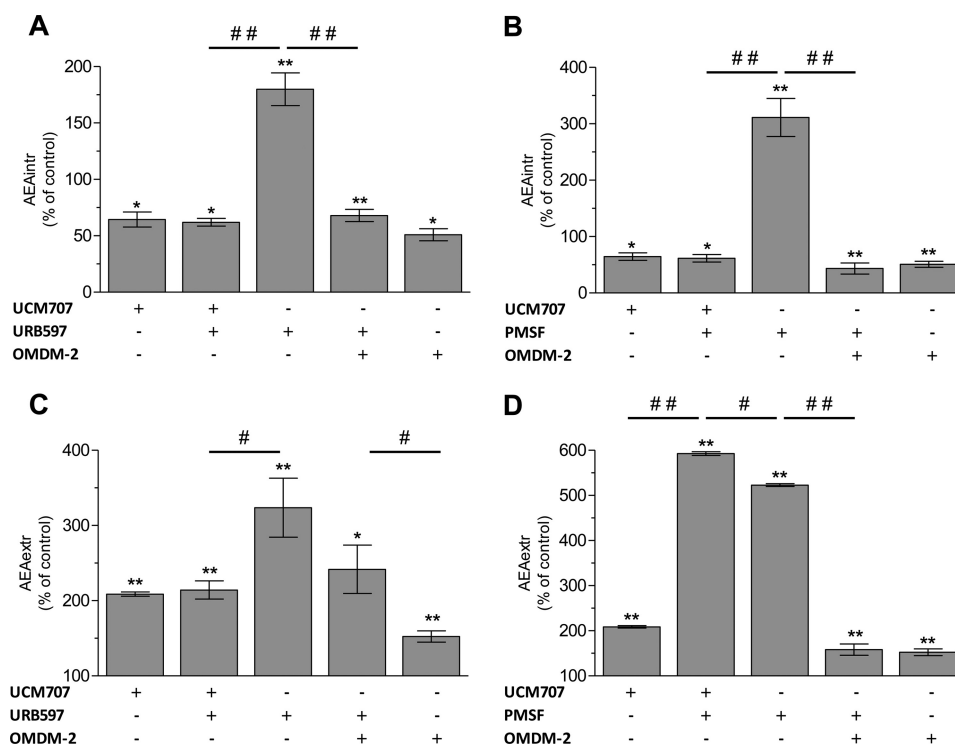 A
# # # #
**
200
150
100
50
0
AEAintr
(% of control)
* * ** *
UCM707 + + - - -
URB597 - + + + -
OMDM-2 - - - + +
B
# # # #
**
400
300
200
100
0
AEAintr
(% of control)
* * ** **
UCM707 + + - - -
PMSF - + + + -
OMDM-2 - - - + +
C
# #
**
400
300
200
100
AEAextr
(% of control)
** ** * **
UCM707 + + - - -
URB597 - + + + -
OMDM-2 - - - + +
D
# # # # #
** **
600
500
400
300
200
100
AEAextr
(% of control)
** ** **
UCM707 + + - - -
PMSF - + + + -
OMDM-2 - - - + +